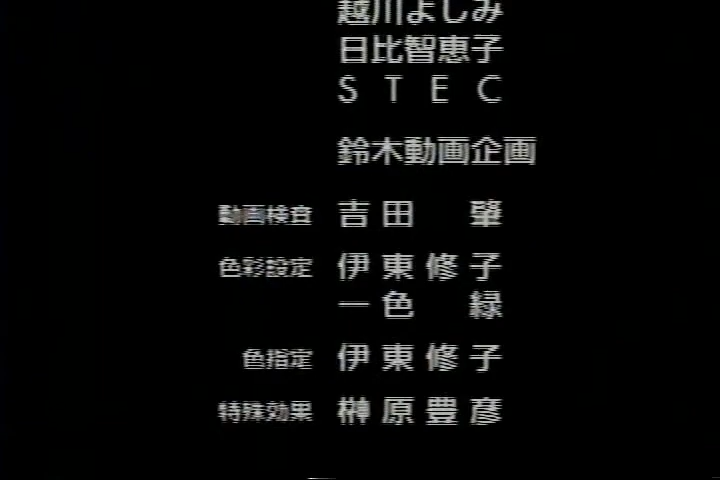 越川よしみ
日比智恵子
S T E C
鈴木動画企画
動画検査 吉田 肇
色彩設定 伊東修子
一色 緑
色指定 伊東修子
特殊効果 榊原豊彦